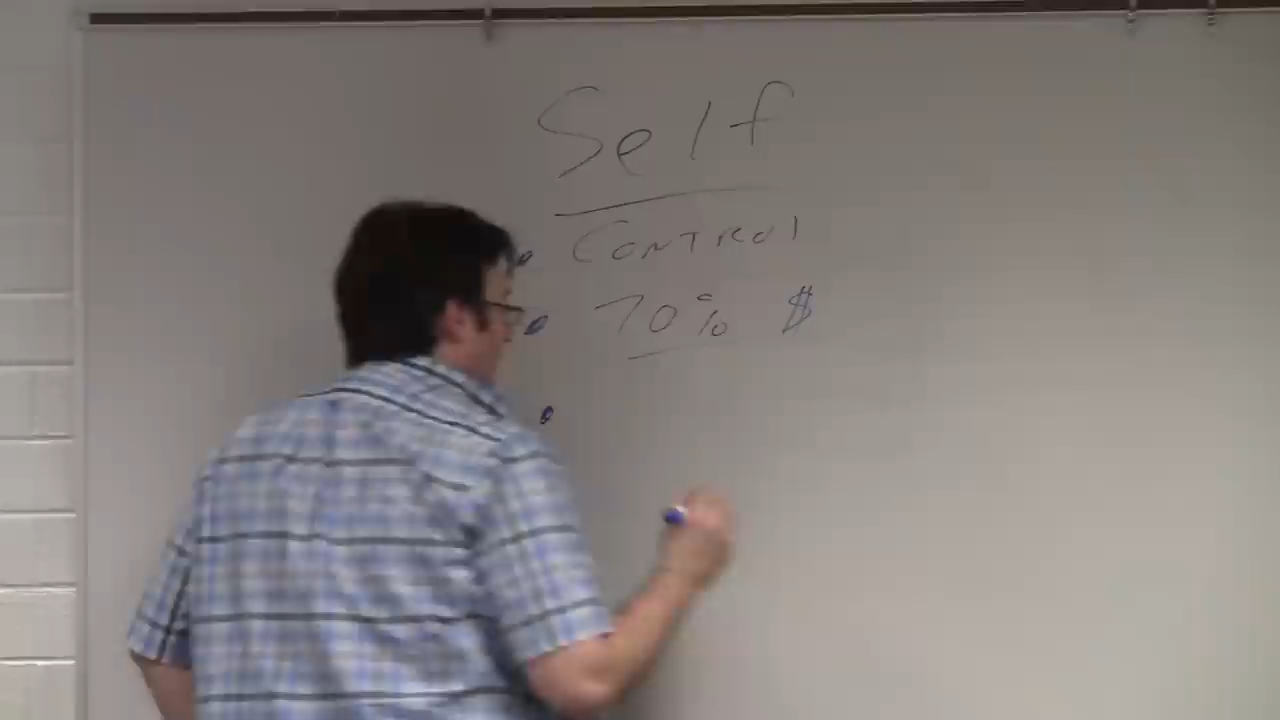 Self
• Control
• 70% $
•